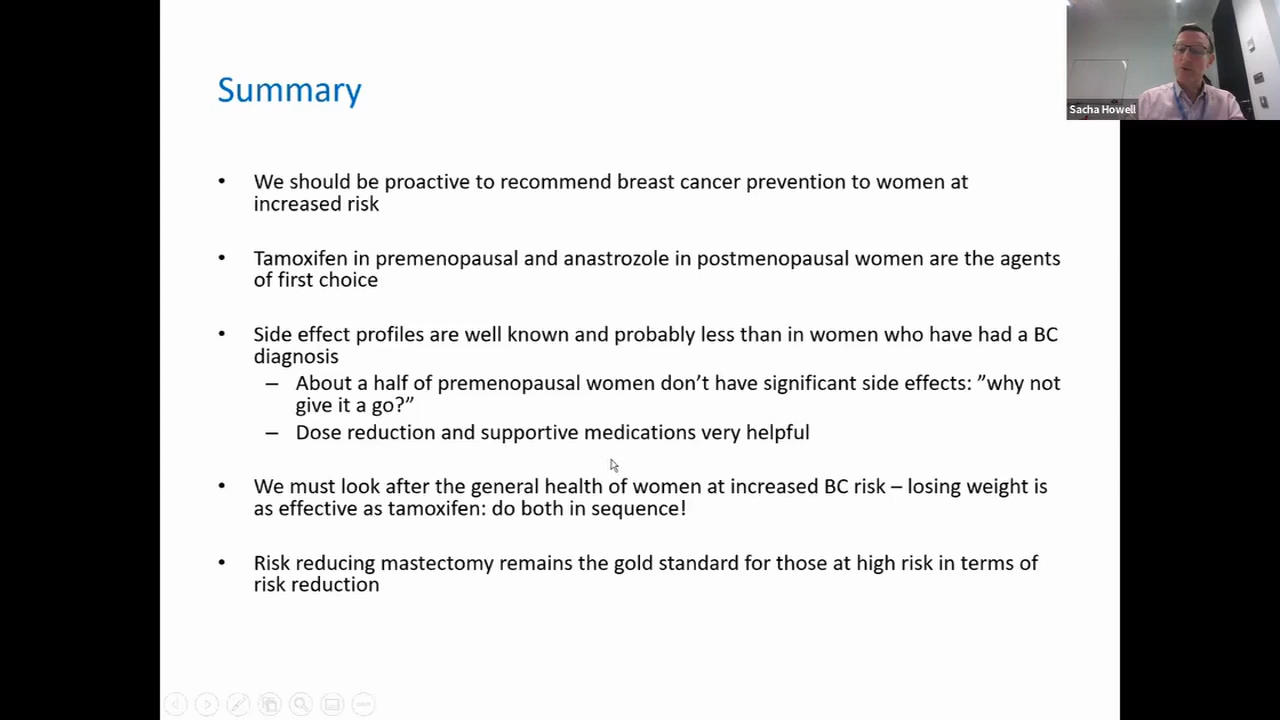 Summary
Sacha Howell
• We should be proactive to recommend breast cancer prevention to women at
increased risk
• Tamoxifen in premenopausal and anastrozole in postmenopausal women are the agents
of first choice
• Side effect profiles are well known and probably less than in women who have had a BC
diagnosis
– About a half of premenopausal women don’t have significant side effects: ”why not
give it a go?”
– Dose reduction and supportive medications very helpful
• We must look after the general health of women at increased BC risk – losing weight is
as effective as tamoxifen: do both in sequence!
• Risk reducing mastectomy remains the gold standard for those at high risk in terms of
risk reduction